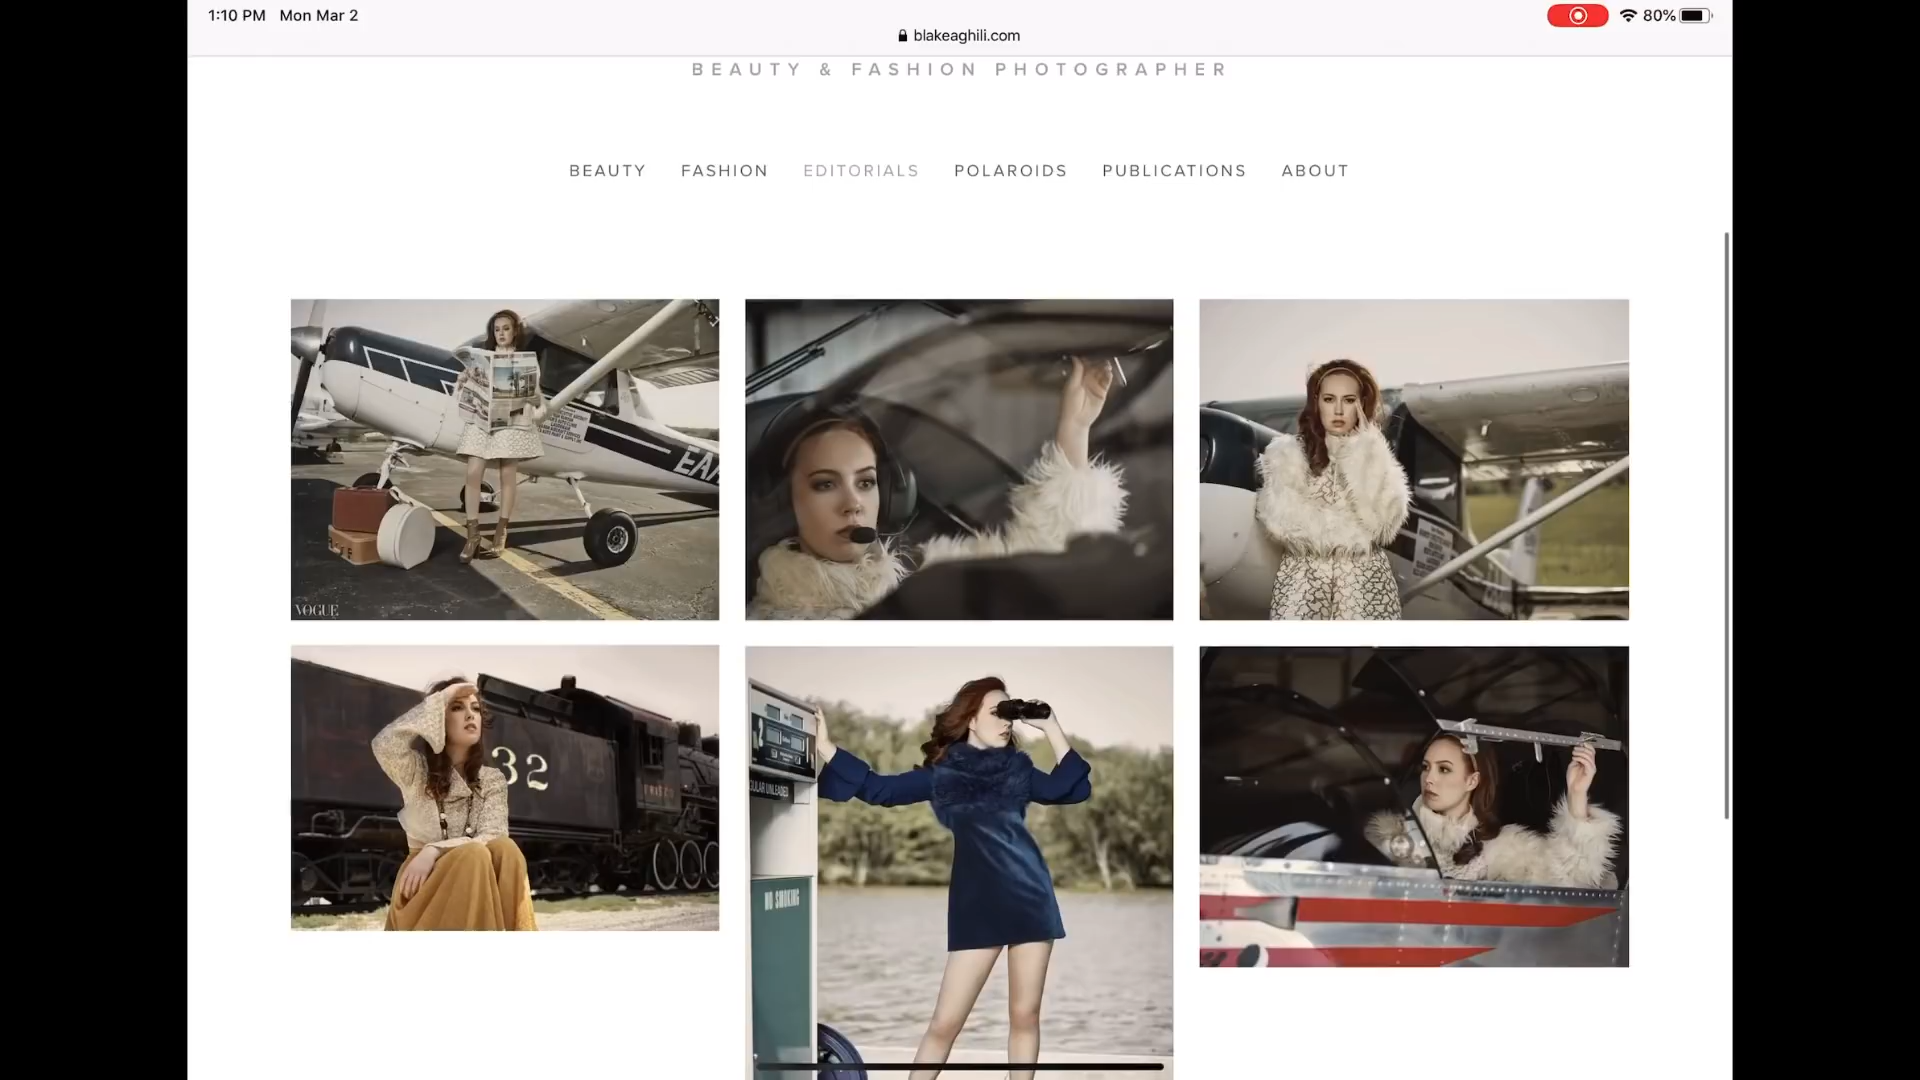 1:10 PM Mon Mar 2
80%
blakeaghili.com
BEAUTY & FASHION PHOTOGRAPHER
BEAUTY FASHION EDITORIALS POLAROIDS PUBLICATIONS ABOUT
VOGUE
32
NO SMOKING